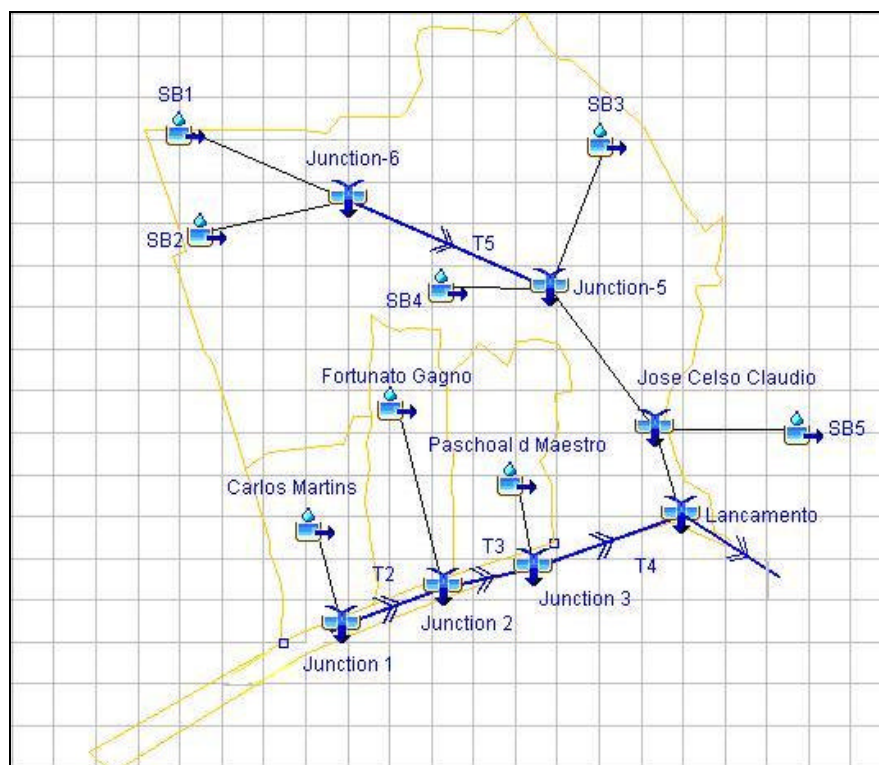 SB1
SB3
Junction-6
SB2
T5
SB4
Junction-5
Fortunato Gagno
Jose Celso Claudio
Paschoal d Maestro
SB5
Carlos Martins
Lancamento
T3
T2
T4
Junction 3
Junction 2
Junction 1